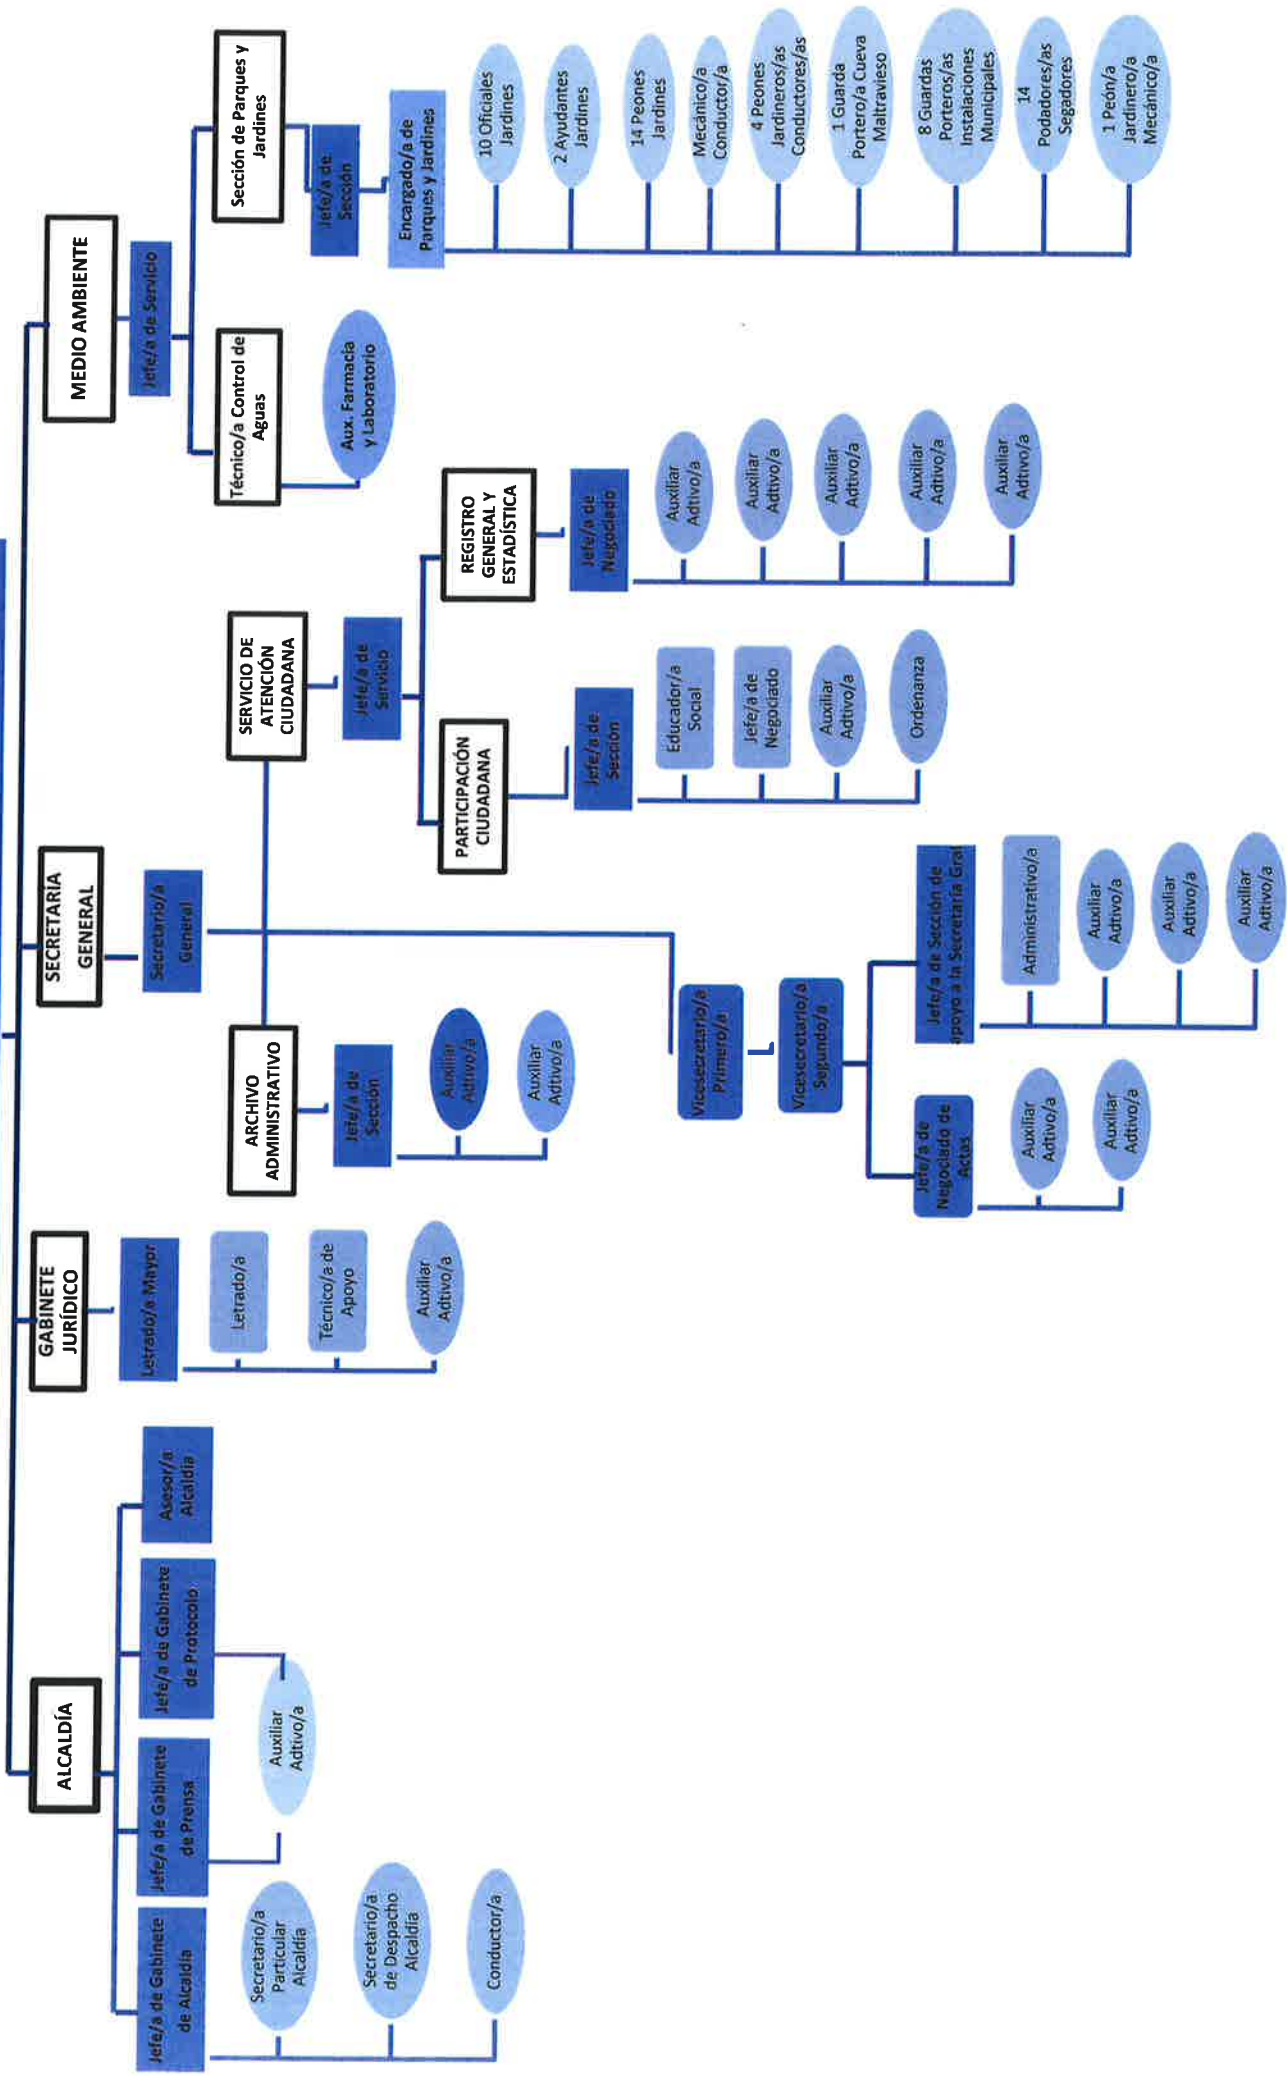 ALCALDÍA
Jefe/a de Gabinete
de Alcaldía
Secretario/a
Particular
Alcaldía
Secretario/a
de Despacho
Alcaldía
Conductor/a
Jefe/a de Gabinete
de Prensa
Jefe/a de Gabinete
de Protocolo
Auxiliar
Adtivo/a
Asesor/a
Alcaldía
GABINETE
JURÍDICO
Letrado/a Mayor
Letrado/a
Técnico/a de
Apoyo
Auxiliar
Adtivo/a
SECRETARÍA
GENERAL
Secretario/a
General
ARCHIVO
ADMINISTRATIVO
Jefe/a de
Sección
Auxiliar
Adtivo/a
Auxiliar
Adtivo/a
Vicesecretario/a
Primero/a
Vicesecretario/a
Segundo/a
Jefe/a de
Negociado de
Actas
Auxiliar
Adtivo/a
Auxiliar
Adtivo/a
Jefe/a de Sección de
apoyo a la Secretaría Gral
Administrativo/a
Auxiliar
Adtivo/a
Auxiliar
Adtivo/a
Auxiliar
Adtivo/a
SERVICIO DE
ATENCIÓN
CIUDADANA
Jefe/a de
Servicio
PARTICIPACIÓN
CIUDADANA
Jefe/a de
Sección
Educador/a
Social
Jefe/a de
Negociado
Auxiliar
Adtivo/a
Ordenanza
REGISTRO
GENERAL Y
ESTADÍSTICA
Jefe/a de
Negociado
Auxiliar
Adtivo/a
Auxiliar
Adtivo/a
Auxiliar
Adtivo/a
Auxiliar
Adtivo/a
Auxiliar
Adtivo/a
MEDIO AMBIENTE
Jefe/a de Servicio
Técnico/a Control de
Aguas
Aux. Farmacia
y Laboratorio
Sección de Parques y
Jardines
Jefe/a de
Sección
Encargado/a de
Parques y Jardines
10 Oficiales
Jardines
2 Ayudantes
Jardines
14 Peones
Jardines
Mecánico/a
Conductor/a
4 Peones
Jardineros/as
Conductores/as
1 Guarda
Portero/a Cueva
Maltravieso
8 Guardas
Porteros/as
Instalaciones
Municipales
14
Podadores/as
Segadores
1 Peón/a
Jardinero/a
Mecánico/a